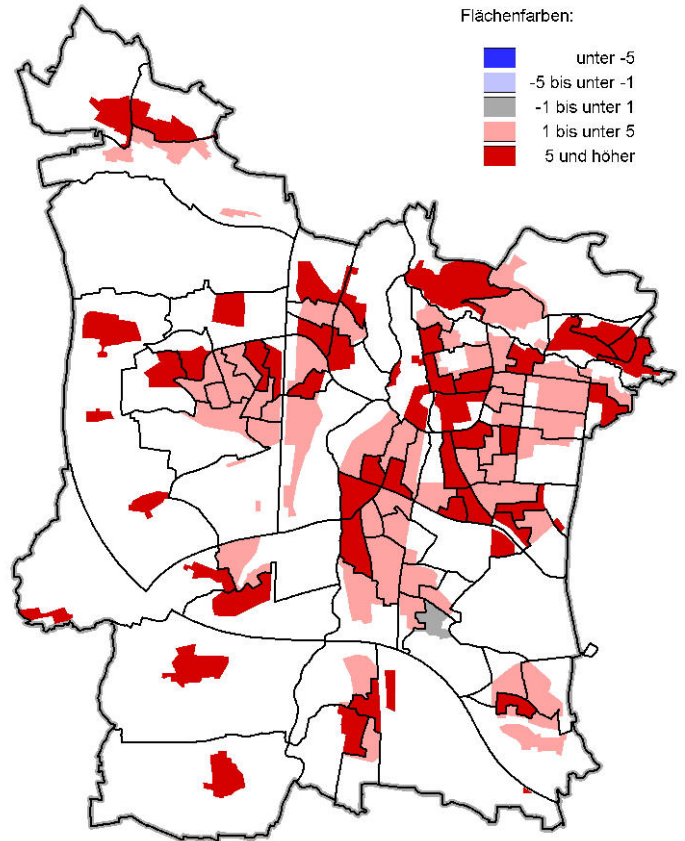 Flächenfarben:
unter -5
-5 bis unter -1
-1 bis unter 1
1 bis unter 5
5 und höher